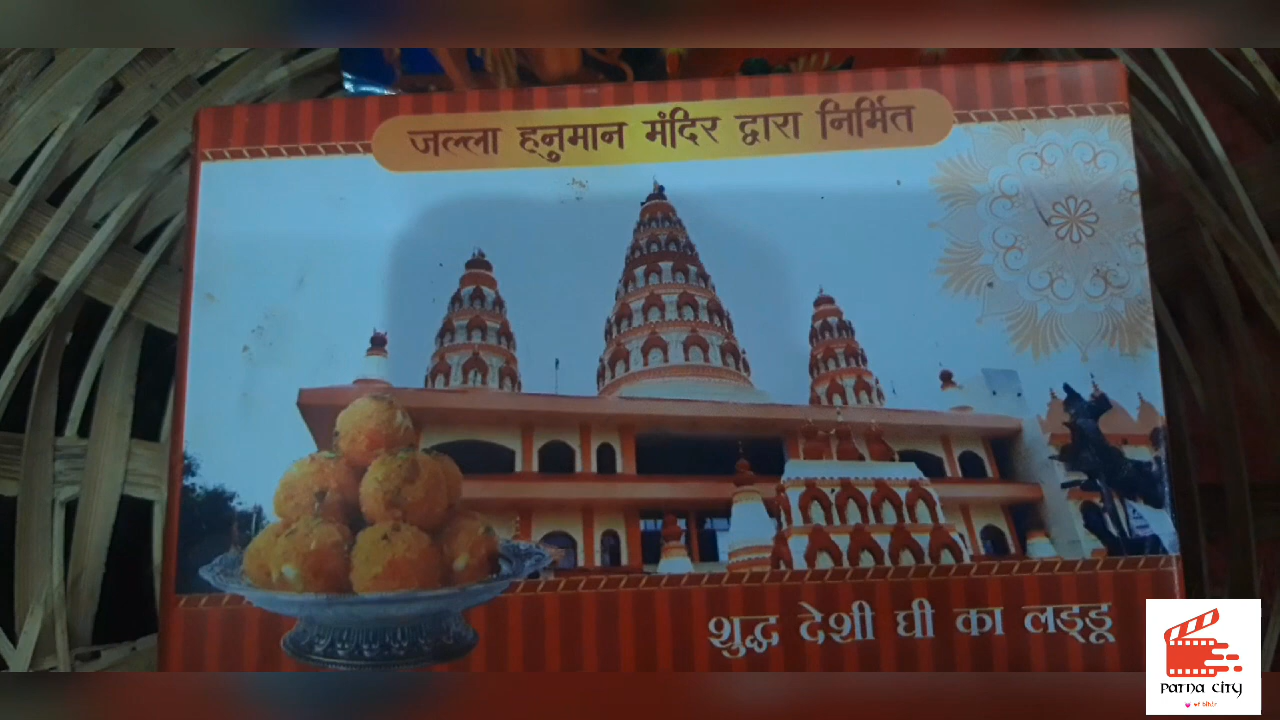 जल्ला हनुमान मंदिर द्वारा निर्मित
शुद्ध देशी घी का लड्डू
PATNA CITY